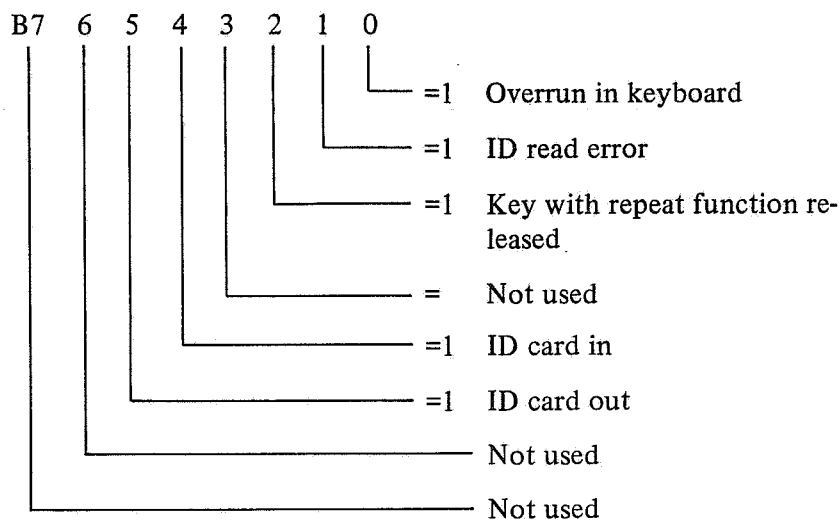 B7 6 5 4 3 2 1 0
=1 Overrun in keyboard
=1 ID read error
=1 Key with repeat function re-
leased
= Not used
=1 ID card in
=1 ID card out
Not used
Not used